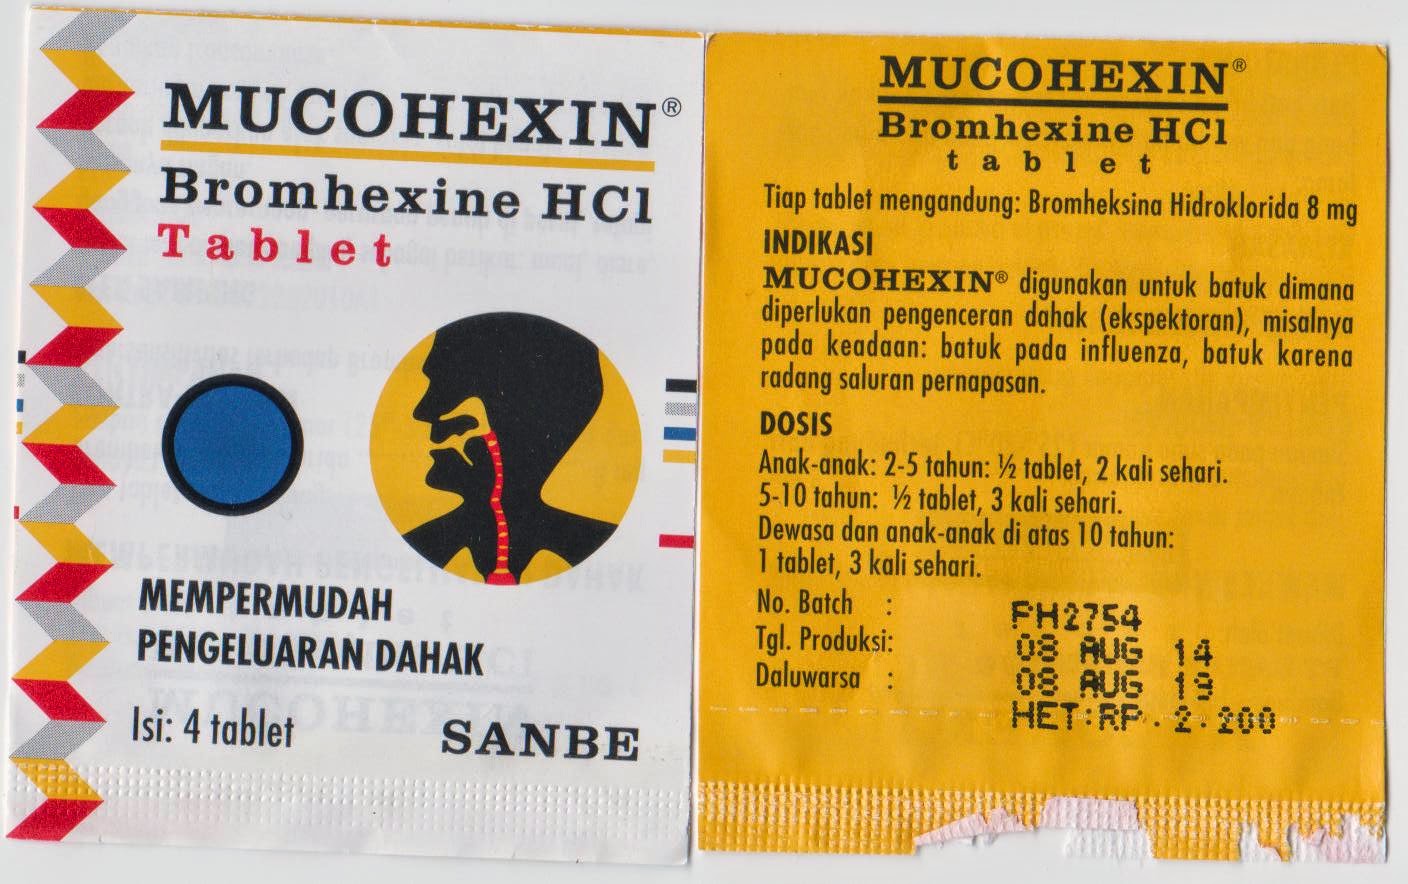 MUCOHEXIN®
Bromhexine HCl
Tablet
MEMPERMUDAH
PENGELUARAN DAHAK
Isi: 4 tablet
SANBE
MUCOHEXIN®
Bromhexine HCl
tablet
Tiap tablet mengandung: Bromheksina Hidroklorida 8 mg
INDIKASI
MUCOHEXIN® digunakan untuk batuk dimana
diperlukan pengenceran dahak (ekspektoran), misalnya
pada keadaan: batuk pada influenza, batuk karena
radang saluran pernapasan.
DOSIS
Anak-anak: 2-5 tahun: ½ tablet, 2 kali sehari.
5-10 tahun: ½ tablet, 3 kali sehari.
Dewasa dan anak-anak di atas 10 tahun:
1 tablet, 3 kali sehari.
No. Batch : FH2754
Tgl. Produksi: 08 AUG 14
Daluwarsa : 08 AUG
HET:RP. 2.200